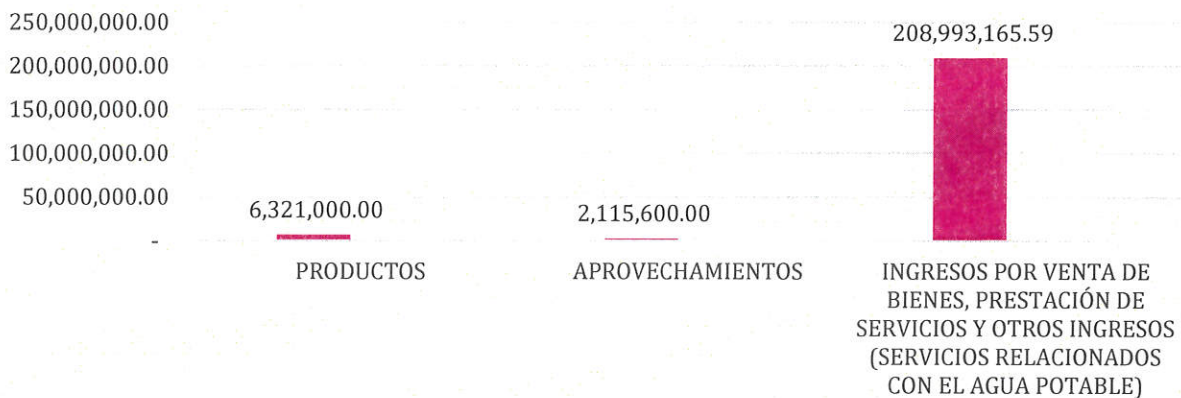 250,000,000.00
200,000,000.00
150,000,000.00
100,000,000.00
50,000,000.00
-
6,321,000.00
2,115,600.00
208,993,165.59
PRODUCTOS
APROVECHAMIENTOS
INGRESOS POR VENTA DE
BIENES, PRESTACIÓN DE
SERVICIOS Y OTROS INGRESOS
(SERVICIOS RELACIONADOS
CON EL AGUA POTABLE)